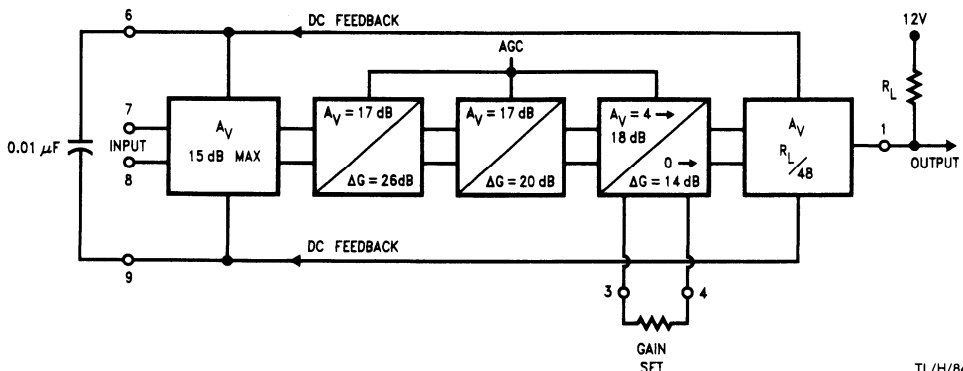 6
DC FEEDBACK
12V
AGC
R_L
7
INPUT
8
0.01 µF
A_V
15 dB MAX
A_V = 17 dB
ΔG = 26dB
A_V = 17 dB
ΔG = 20 dB
A_V = 4 →
18 dB
0 →
ΔG = 14 dB
A_V
R_L
/48
1
OUTPUT
DC FEEDBACK
9
3
4
GAIN
SET